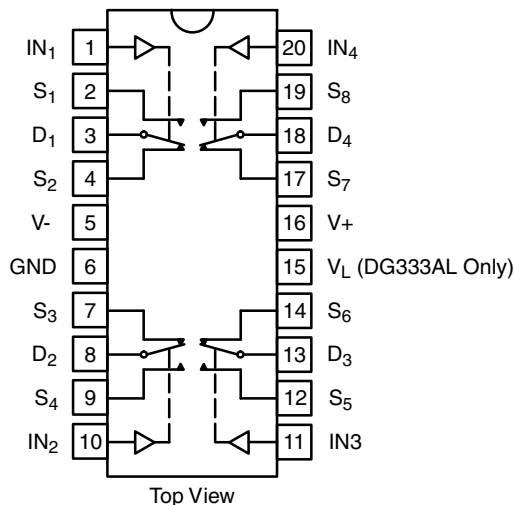 IN1 1 20 IN4
S1 2 19 S8
D1 3 18 D4
S2 4 17 S7
V- 5 16 V+
GND 6 15 VL (DG333AL Only)
S3 7 14 S6
D2 8 13 D3
S4 9 12 S5
IN2 10 11 IN3
Top View